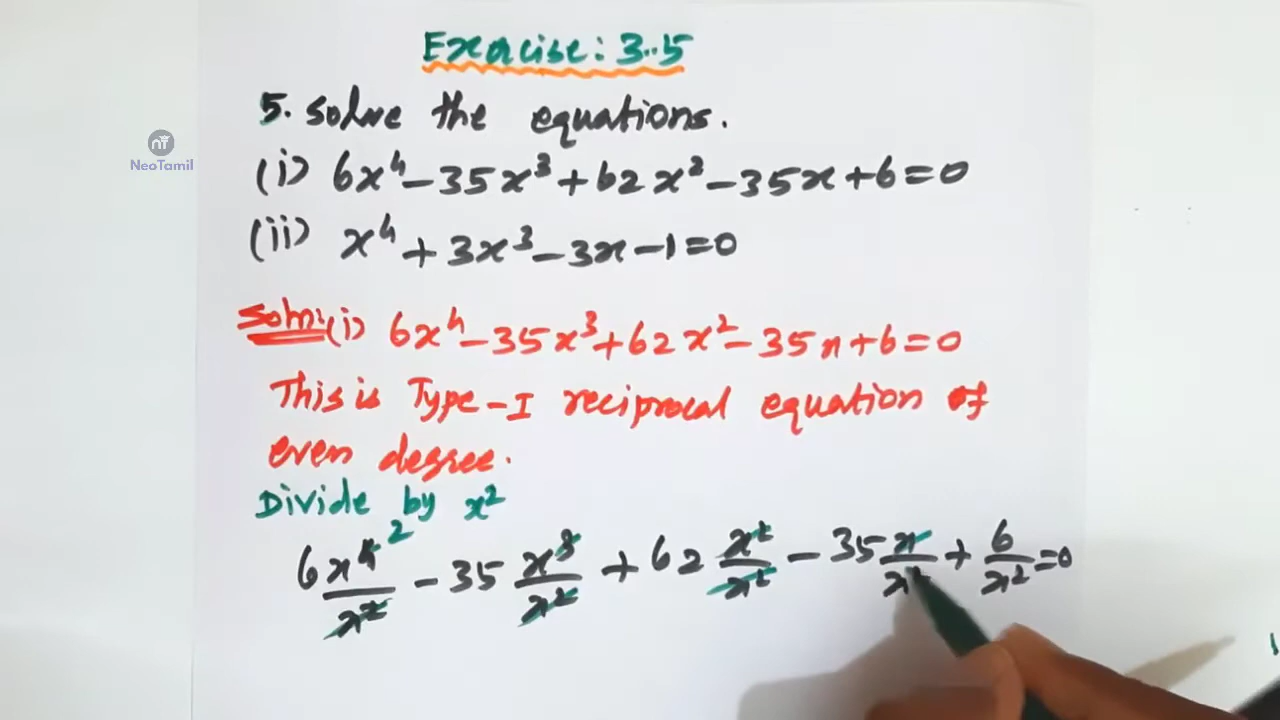 Exercise: 3.5
5. Solve the equations.
NeoTamil
(i) 6x⁴ - 35x³ + 62x² - 35x + 6 = 0
(ii) x⁴ + 3x³ - 3x - 1 = 0
Soln: (i) 6x⁴ - 35x³ + 62x² - 35x + 6 = 0
This is Type-I reciprocal equation of
even degree.
Divide by x²
6x⁴/x² 2 - 35 x³/x² + 62 x²/x² - 35 x/x² + 6/x² = 0